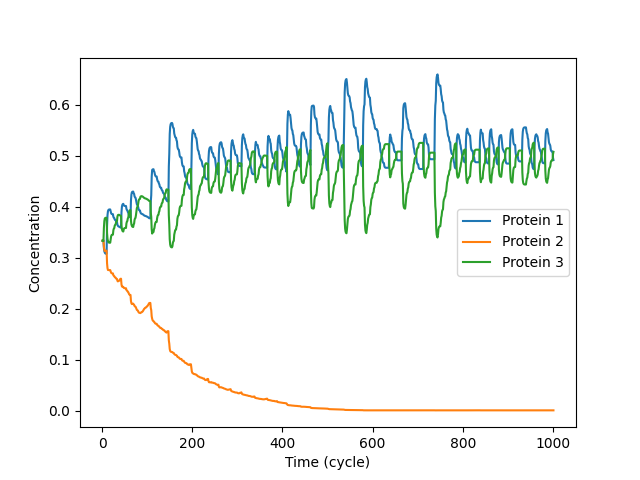 Concentration
0.6
0.5
0.4
0.3
0.2
0.1
0.0
Protein 1
Protein 2
Protein 3
0
200
400
600
800
1000
Time (cycle)